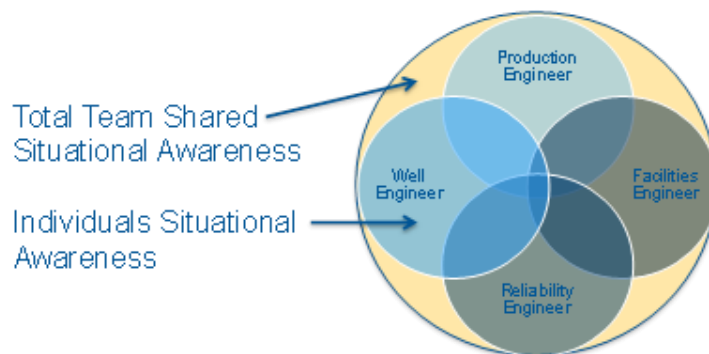 Production
Engineer
Total Team Shared
Situational Awareness
Well
Engineer
Facilities
Engineer
Individuals Situational
Awareness
Reliability
Engineer